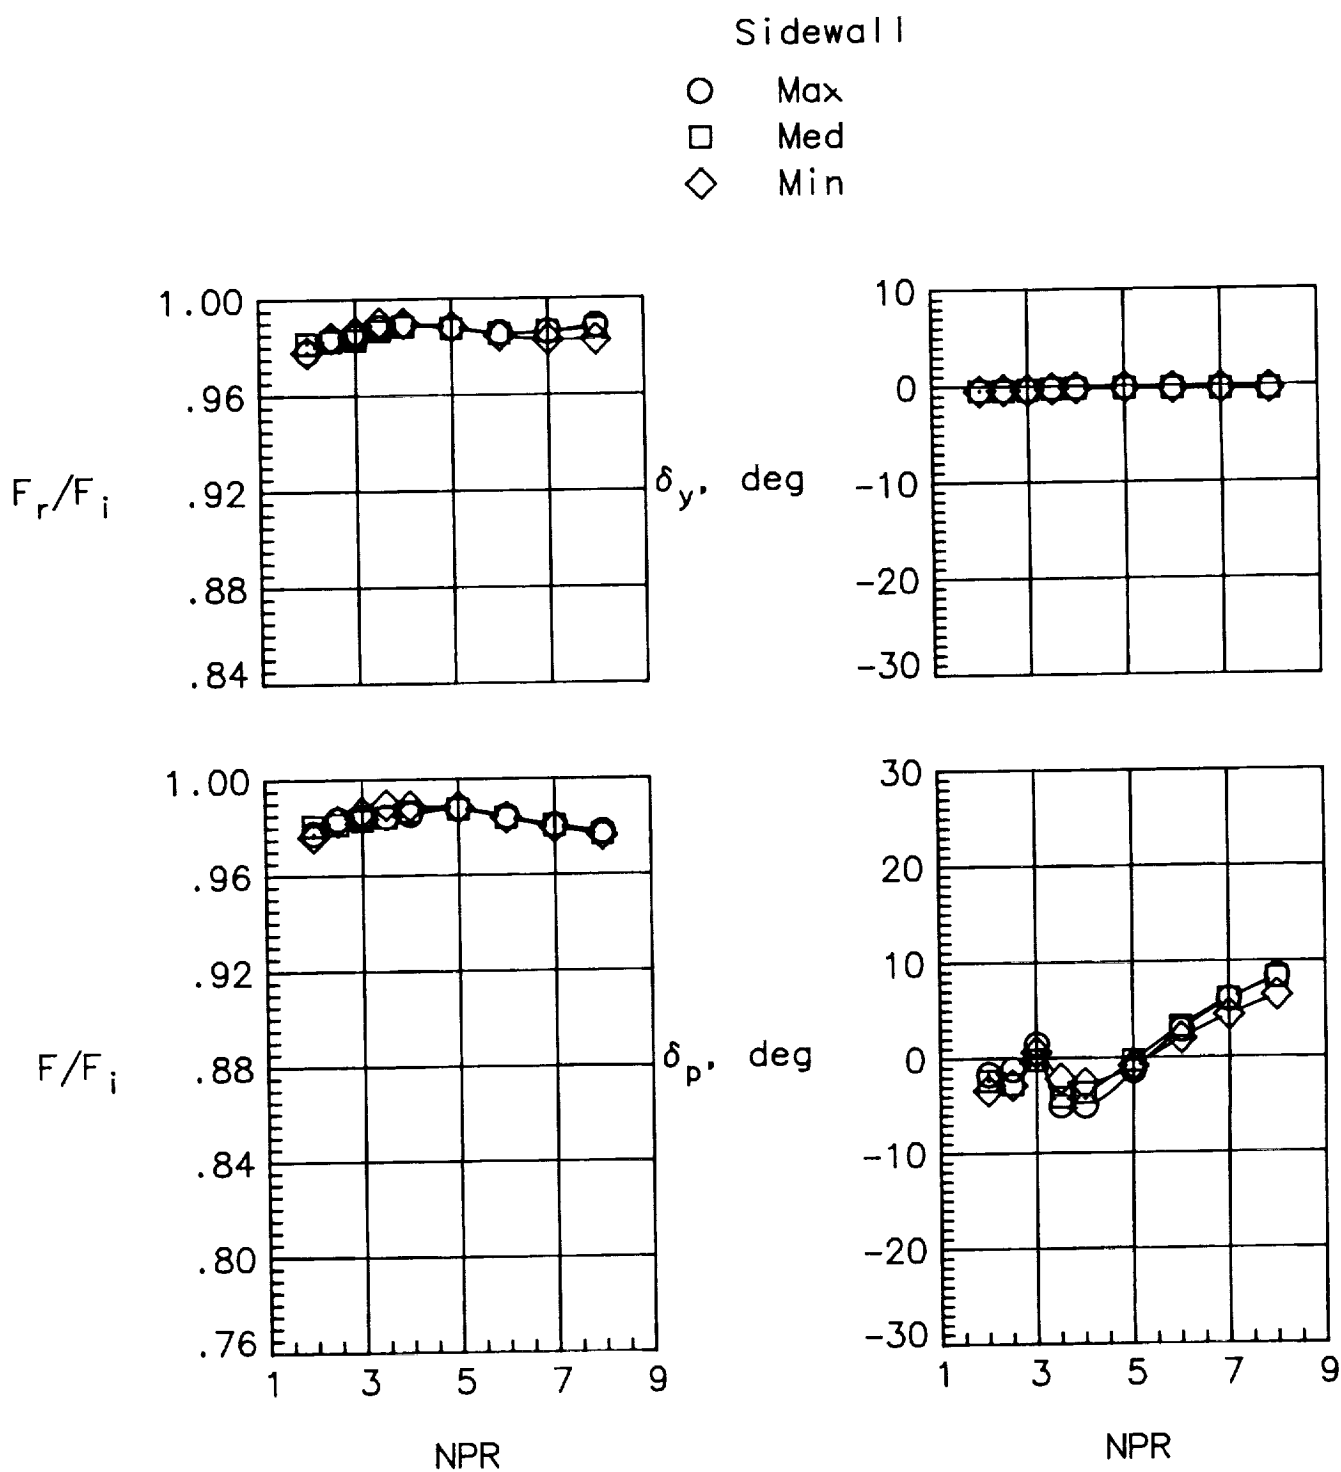 Sidewall
Max
Med
Min
1.00
.96
.92
.88
.84
F_r/F_i
10
0
-10
-20
-30
δ_y, deg
1.00
.96
.92
.88
.84
.80
.76
F/F_i
1 3 5 7 9
NPR
30
20
10
0
-10
-20
-30
δ_p, deg
1 3 5 7 9
NPR